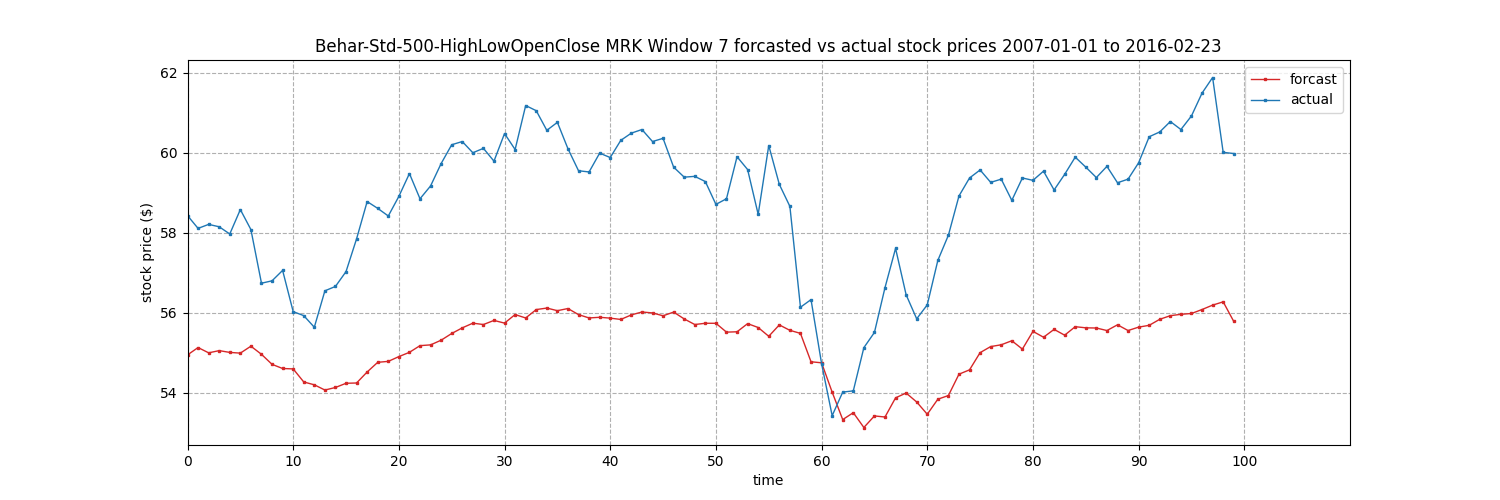 Behar-Std-500-HighLowOpenClose MRK Window 7 forcasted vs actual stock prices 2007-01-01 to 2016-02-23
forcast
actual
stock price ($)
62
60
58
56
54
0 10 20 30 40 50 60 70 80 90 100
time